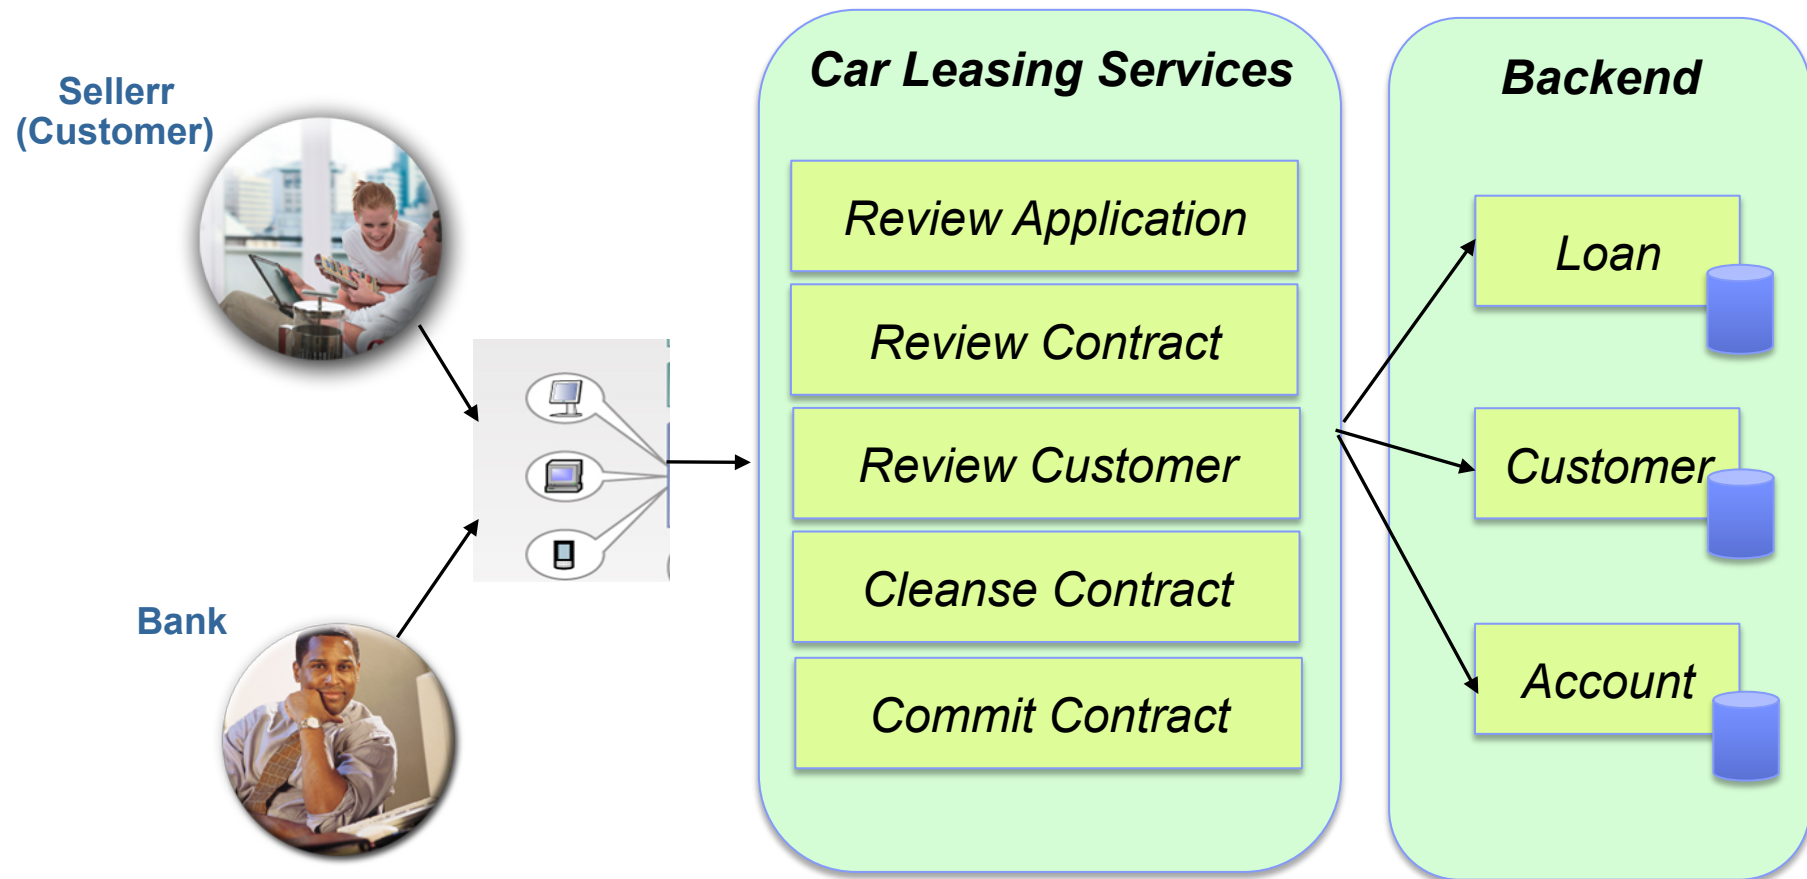 Sellerr
(Customer)
Bank
Car Leasing Services
Review Application
Review Contract
Review Customer
Cleanse Contract
Commit Contract
Backend
Loan
Customer
Account